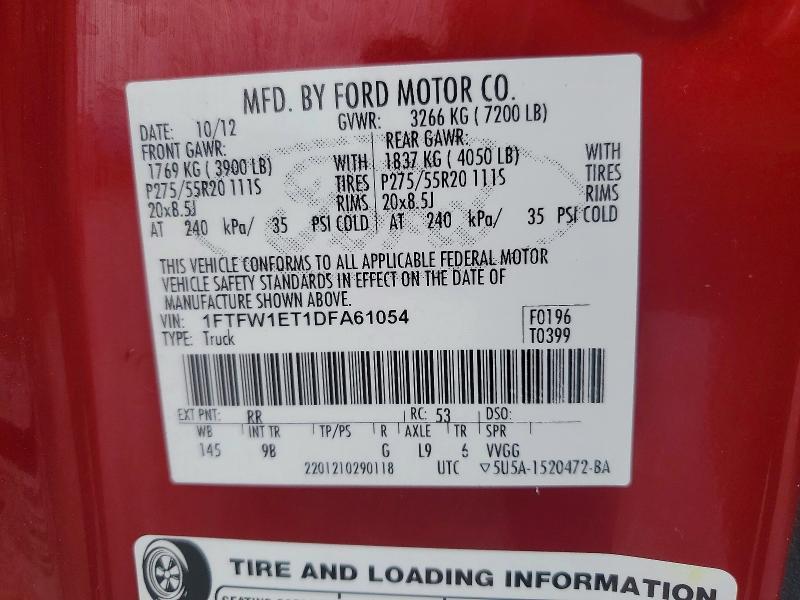 MFD. BY FORD MOTOR CO.
DATE: 10/12 GVWR: 3266 KG ( 7200 LB)
FRONT GAWR: REAR GAWR:
1769 KG ( 3900 LB) WITH 1837 KG ( 4050 LB) WITH
P275/55R20 111S TIRES P275/55R20 111S TIRES
20x8.5J RIMS 20x8.5J RIMS
AT 240 kPa/ 35 PSI COLD AT 240 kPa/ 35 PSI COLD
THIS VEHICLE CONFORMS TO ALL APPLICABLE FEDERAL MOTOR
VEHICLE SAFETY STANDARDS IN EFFECT ON THE DATE OF
MANUFACTURE SHOWN ABOVE.
VIN: 1FTFW1ET1DFA61054 F0196
TYPE: Truck T0399
EXT PNT: RR RC: 53 DSO:
WB INT TR TP/PS R AXLE TR SPR
145 9B G L9 6 VVGG
2201210290118 UTC ▽5U5A-1520472-BA
TIRE AND LOADING INFORMATION